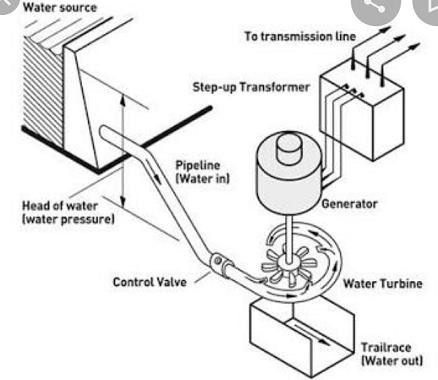 Water source
To transmission line
Step-up Transformer
Pipeline
(Water in)
Head of water
(water pressure)
Generator
Control Valve
Water Turbine
Trailrace
(Water out)